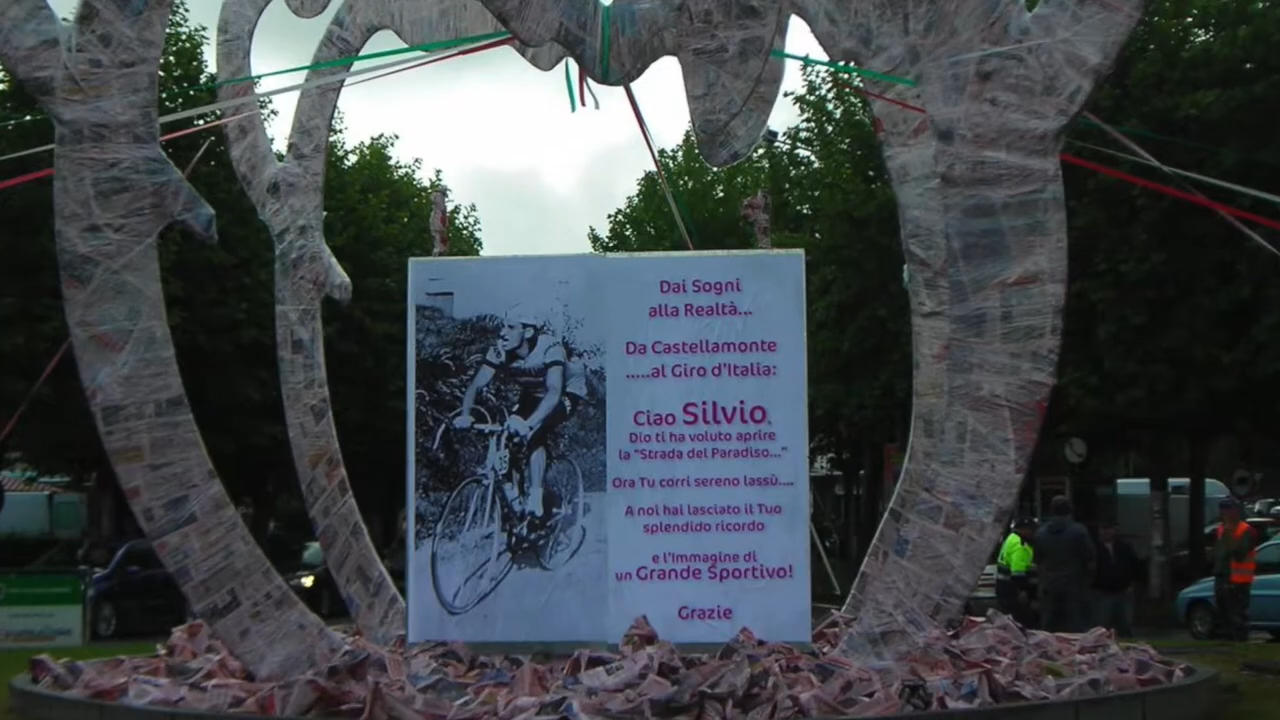 Dai Sogni
alla Realtà...
Da Castellamonte
.....al Giro d'Italia:
Ciao Silvio,
Dio ti ha voluto aprire
la "Strada del Paradiso..."
Ora Tu corri sereno lassù....
A noi hai lasciato il Tuo
splendido ricordo
e l'Immagine di
un Grande Sportivo!
Grazie